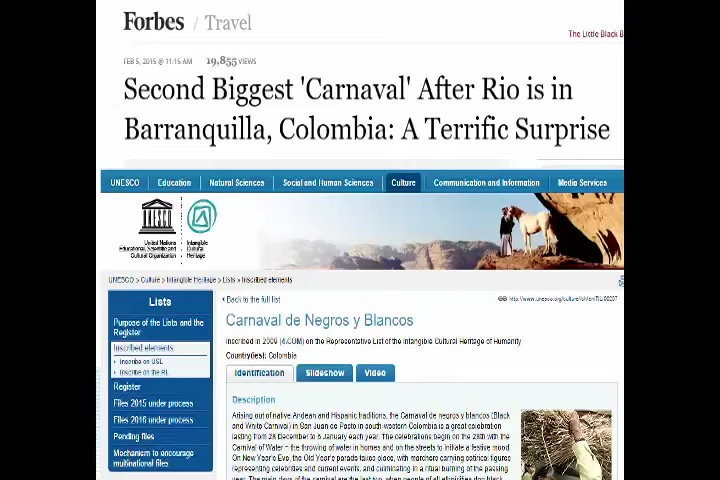 Forbes / Travel
The Little Black B
FEB 5, 2015 @ 11:15 AM 19,855 VIEWS
Second Biggest 'Carnaval' After Rio is in
Barranquilla, Colombia: A Terrific Surprise
UNESCO Education Natural Sciences Social and Human Sciences Culture Communication and Information Media Services
United Nations
Educational, Scientific and
Cultural Organization
Intangible
Cultural
Heritage
UNESCO > Culture > Intangible Heritage > Lists > Inscribed elements
Lists
Purpose of the Lists and the
Register
Inscribed elements
Inscribe on USL
Inscribe on the RL
Register
Files 2015 under process
Files 2016 under process
Pending files
Mechanism to encourage
multinational files
Back to the full list
Carnaval de Negros y Blancos
Inscribed in 2009 (4.COM) on the Representative List of the Intangible Cultural Heritage of Humanity
Country(ies): Colombia
Identification Slideshow Video
Description
Arising out of native Andean and Hispanic traditions, the Carnaval de negros y blancos (Black
and White Carnival) in San Juan de Pasto in south-western Colombia is a great celebration
lasting from 28 December to 6 January each year. The celebrations begin on the 28th with the
Carnival of Water – the throwing of water in homes and on the streets to initiate a festive mood.
On New Year's Eve, the Old Year's parade takes place, with marchers carrying satirical figures
representing celebrities and current events, and culminating in a ritual burning of the passing
year. The main days of the carnival are the last two, when people of all ethnicities don black